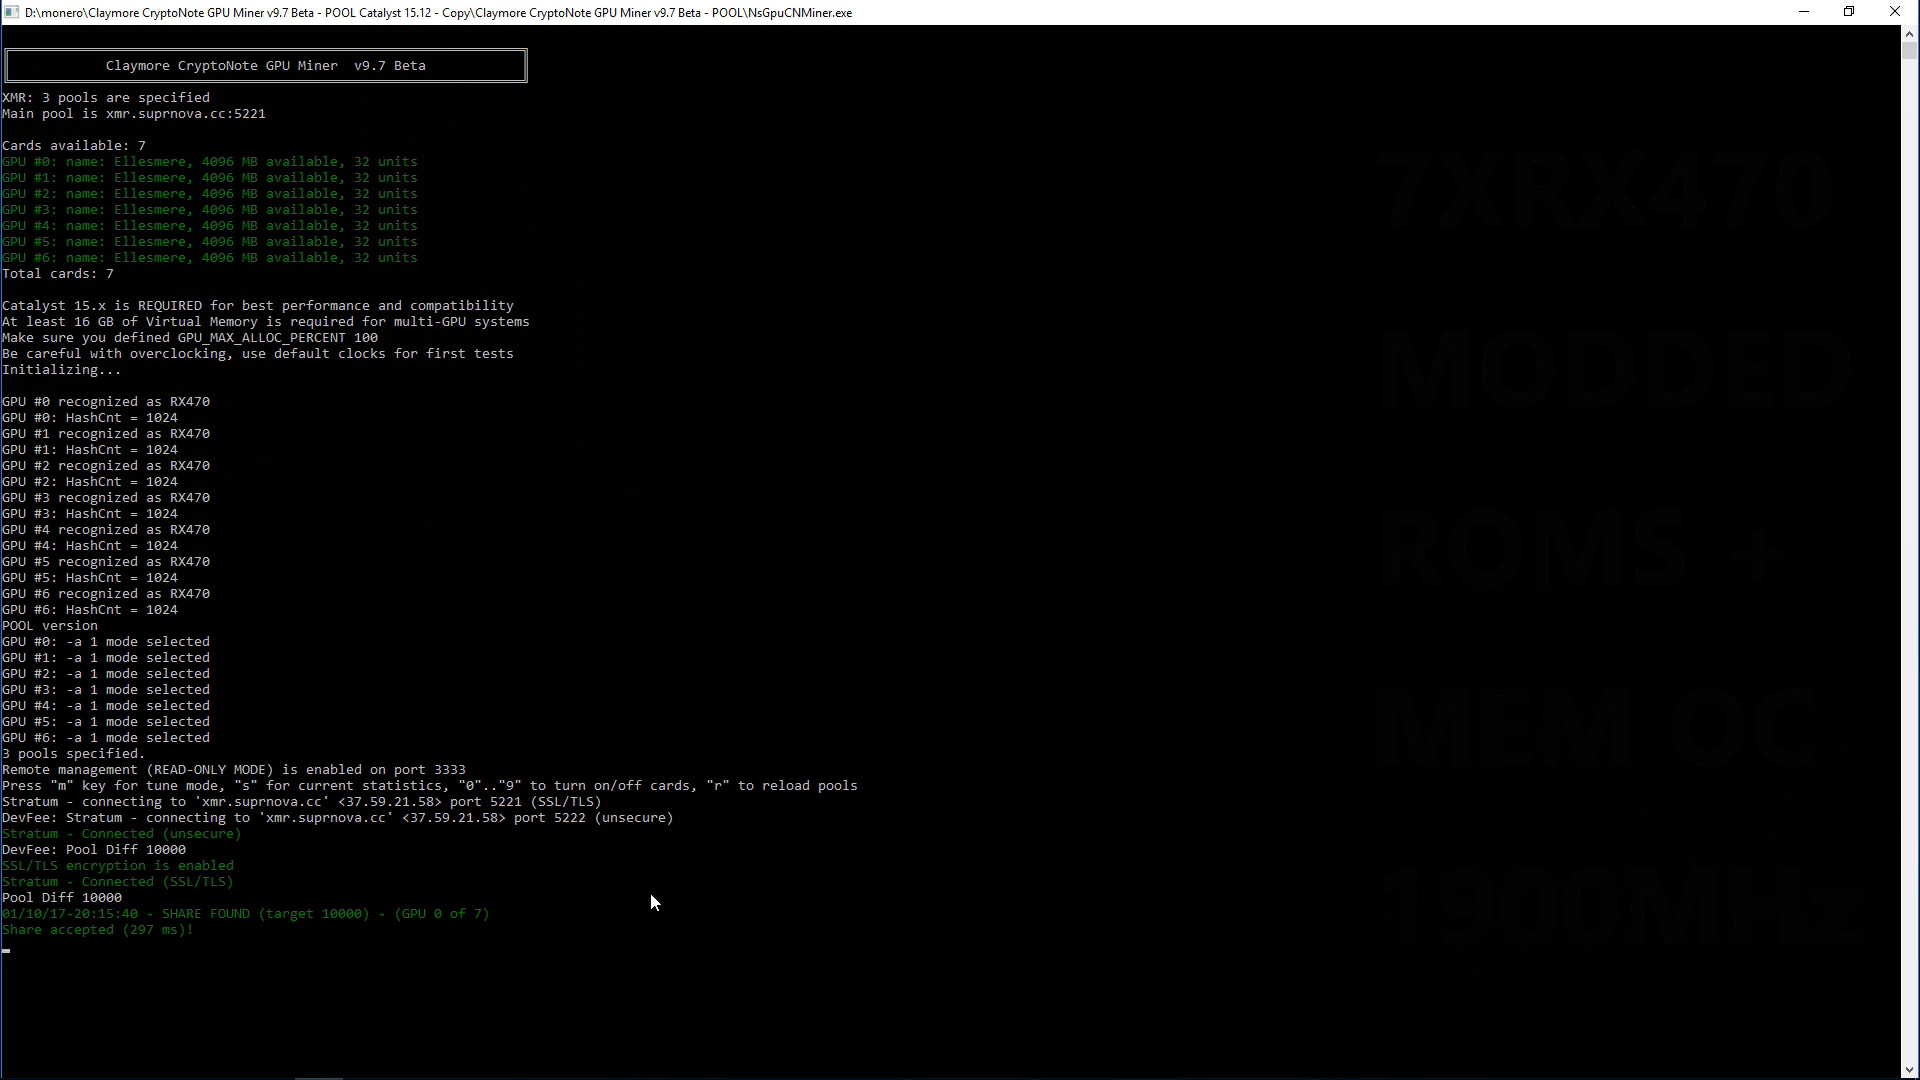 D:\monero\Claymore CryptoNote GPU Miner v9.7 Beta - POOL Catalyst 15.12 - Copy\Claymore CryptoNote GPU Miner v9.7 Beta - POOL\NsGpuCNMiner.exe
Claymore CryptoNote GPU Miner  v9.7 Beta
XMR: 3 pools are specified
Main pool is xmr.suprnova.cc:5221
Cards available: 7
GPU #0: name: Ellesmere, 4096 MB available, 32 units
GPU #1: name: Ellesmere, 4096 MB available, 32 units
GPU #2: name: Ellesmere, 4096 MB available, 32 units
GPU #3: name: Ellesmere, 4096 MB available, 32 units
GPU #4: name: Ellesmere, 4096 MB available, 32 units
GPU #5: name: Ellesmere, 4096 MB available, 32 units
GPU #6: name: Ellesmere, 4096 MB available, 32 units
Total cards: 7
Catalyst 15.x is REQUIRED for best performance and compatibility
At least 16 GB of Virtual Memory is required for multi-GPU systems
Make sure you defined GPU_MAX_ALLOC_PERCENT 100
Be careful with overclocking, use default clocks for first tests
Initializing...
GPU #0 recognized as RX470
GPU #0: HashCnt = 1024
GPU #1 recognized as RX470
GPU #1: HashCnt = 1024
GPU #2 recognized as RX470
GPU #2: HashCnt = 1024
GPU #3 recognized as RX470
GPU #3: HashCnt = 1024
GPU #4 recognized as RX470
GPU #4: HashCnt = 1024
GPU #5 recognized as RX470
GPU #5: HashCnt = 1024
GPU #6 recognized as RX470
GPU #6: HashCnt = 1024
POOL version
GPU #0: -a 1 mode selected
GPU #1: -a 1 mode selected
GPU #2: -a 1 mode selected
GPU #3: -a 1 mode selected
GPU #4: -a 1 mode selected
GPU #5: -a 1 mode selected
GPU #6: -a 1 mode selected
3 pools specified.
Remote management (READ-ONLY MODE) is enabled on port 3333
Press "m" key for tune mode, "s" for current statistics, "0".."9" to turn on/off cards, "r" to reload pools
Stratum - connecting to 'xmr.suprnova.cc' <37.59.21.58> port 5221 (SSL/TLS)
DevFee: Stratum - connecting to 'xmr.suprnova.cc' <37.59.21.58> port 5222 (unsecure)
Stratum - Connected (unsecure)
DevFee: Pool Diff 10000
SSL/TLS encryption is enabled
Stratum - Connected (SSL/TLS)
Pool Diff 10000
01/10/17-20:15:40 - SHARE FOUND (target 10000) - (GPU 0 of 7)
Share accepted (297 ms)!
7XRX470
MODDED
ROMS +
MEM OC
1900MHz